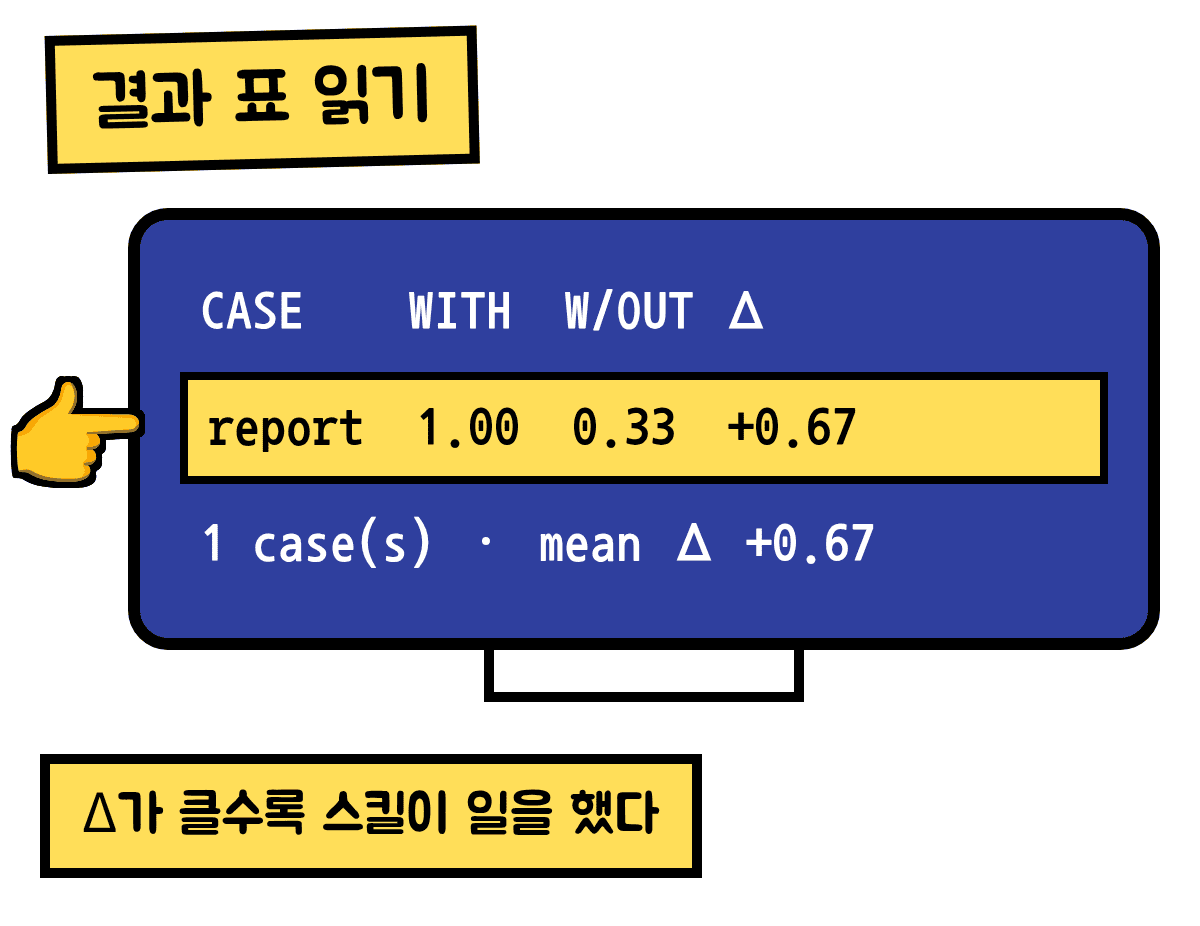 결과 표 읽기
CASE WITH W/OUT Δ
report 1.00 0.33 +0.67
1 case(s) · mean Δ +0.67
Δ가 클수록 스킬이 일을 했다